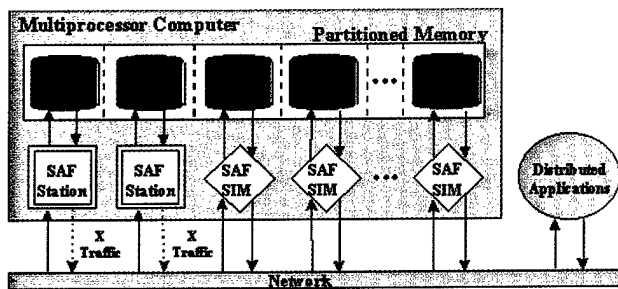 Multiprocessor Computer
Partitioned Memory
SAF
Station
SAF
Station
SAF
SIM
SAF
SIM
SAF
SIM
Distributed
Applications
X
Traffic
X
Traffic
Network